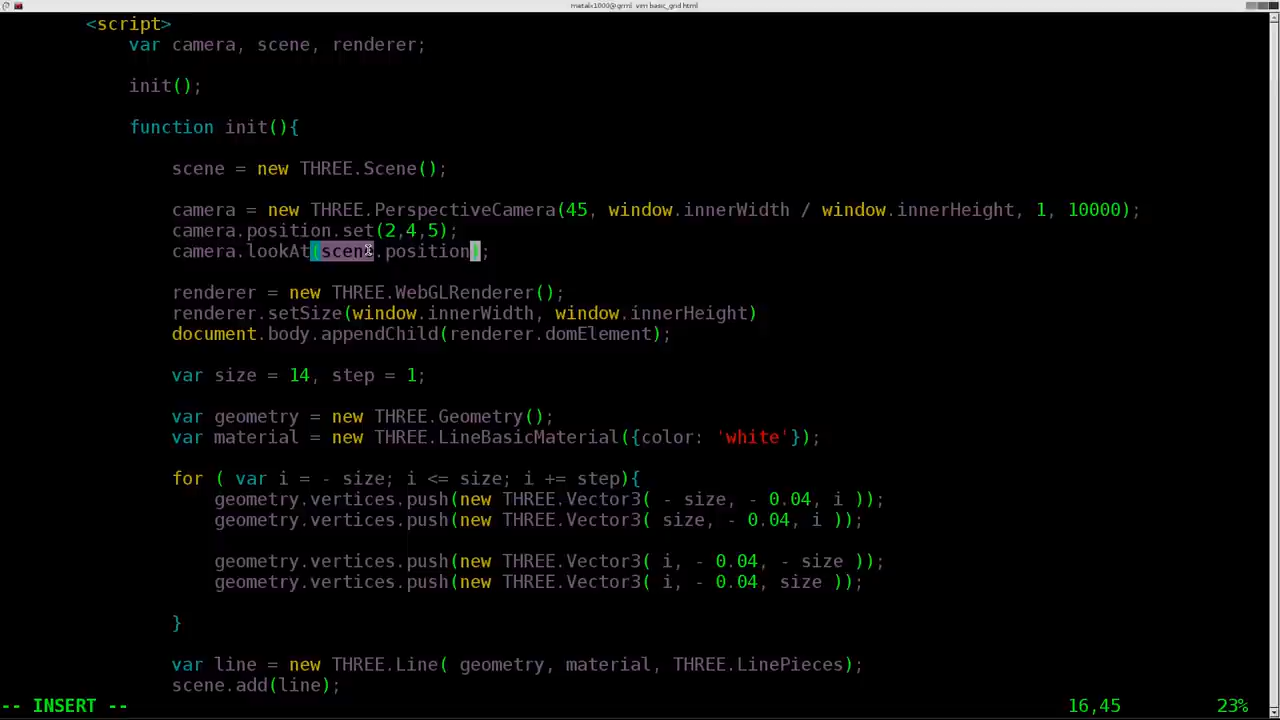 matalx1000@grml vim basic_grid html
<script>
var camera, scene, renderer;
init();
function init(){
scene = new THREE.Scene();
camera = new THREE.PerspectiveCamera(45, window.innerWidth / window.innerHeight, 1, 10000);
camera.position.set(2,4,5);
camera.lookAt(scene.position);
renderer = new THREE.WebGLRenderer();
renderer.setSize(window.innerWidth, window.innerHeight)
document.body.appendChild(renderer.domElement);
var size = 14, step = 1;
var geometry = new THREE.Geometry();
var material = new THREE.LineBasicMaterial({color: 'white'});
for ( var i = - size; i <= size; i += step){
geometry.vertices.push(new THREE.Vector3( - size, - 0.04, i ));
geometry.vertices.push(new THREE.Vector3( size, - 0.04, i ));
geometry.vertices.push(new THREE.Vector3( i, - 0.04, - size ));
geometry.vertices.push(new THREE.Vector3( i, - 0.04, size ));
}
var line = new THREE.Line( geometry, material, THREE.LinePieces);
scene.add(line);
-- INSERT -- 16,45 23%